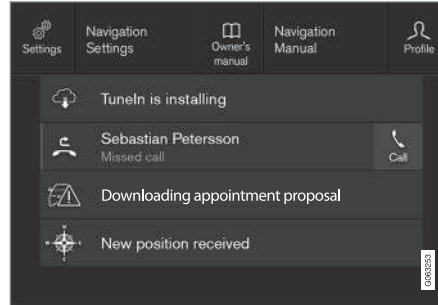 Settings
Navigation
Settings
Owner's
manual
Navigation
Manual
Profile
TuneIn is installing
Sebastian Petersson
Missed call
Call
Downloading appointment proposal
New position received
G063253